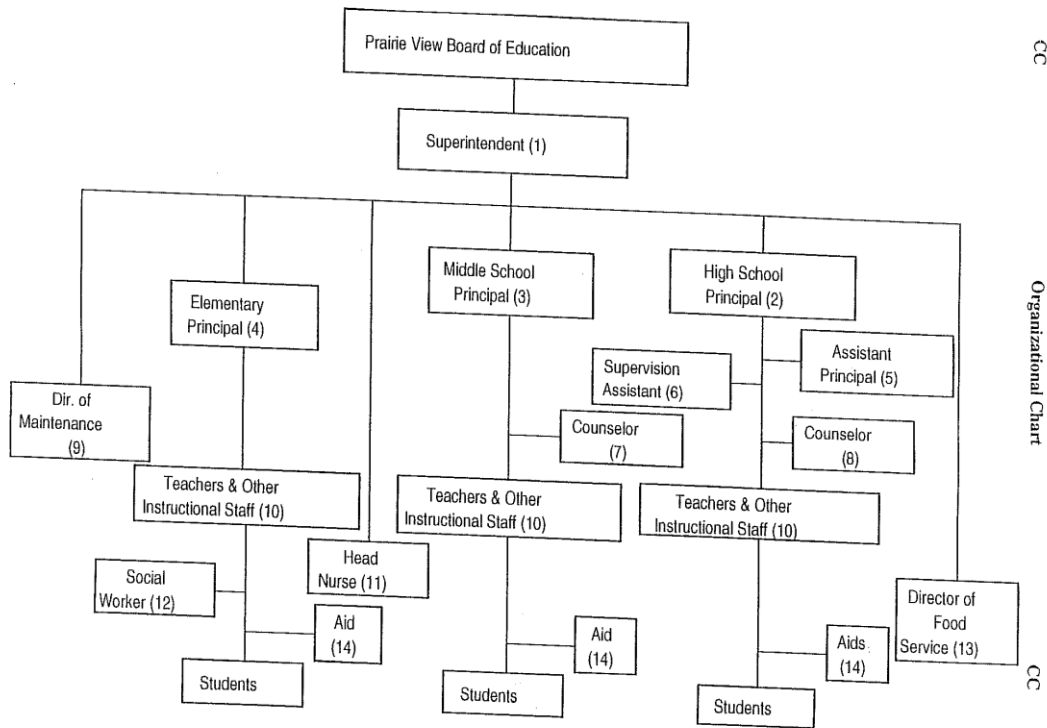 CC
Organizational Chart
CC
Prairie View Board of Education
Superintendent (1)
Middle School
Principal (3)
High School
Principal (2)
Elementary
Principal (4)
Assistant
Principal (5)
Supervision
Assistant (6)
Dir. of
Maintenance
(9)
Counselor
(7)
Counselor
(8)
Teachers & Other
Instructional Staff (10)
Teachers & Other
Instructional Staff (10)
Teachers & Other
Instructional Staff (10)
Head
Nurse (11)
Social
Worker (12)
Director of
Food
Service (13)
Aid
(14)
Aid
(14)
Aids
(14)
Students
Students
Students